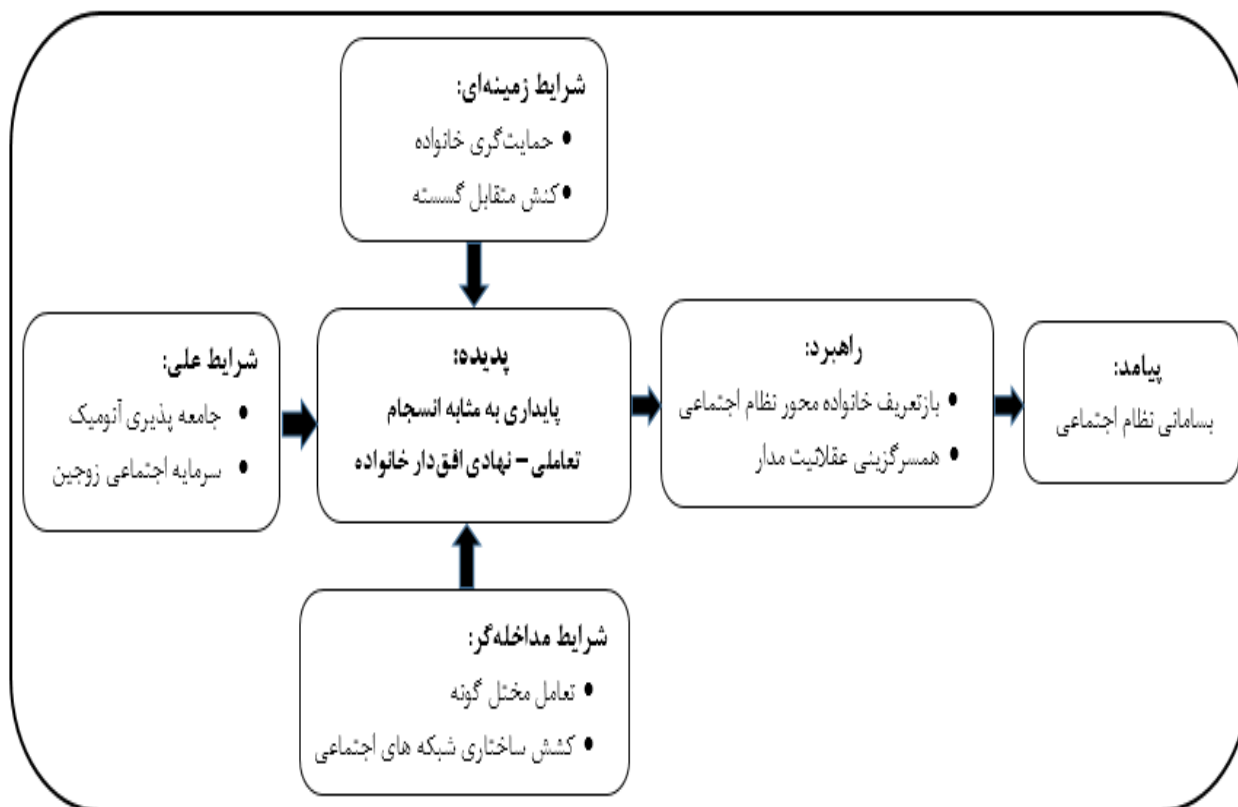 شرایط زمینه‌ای:
• حمایت‌گری خانواده
• کنش متقابل گسسته
شرایط علی:
• جامعه پذیری آنومیک
• سرمایه اجتماعی زوجین
پدیده:
پایداری به مثابه انسجام
تعاملی – نهادی افق‌دار خانواده
راهبرد:
• بازتعریف خانواده محور نظام اجتماعی
• همسرگزینی عقلانیت مدار
پیامد:
بسامانی نظام اجتماعی
شرایط مداخله‌گر:
• تعامل مختل گونه
• کشش ساختاری شبکه های اجتماعی